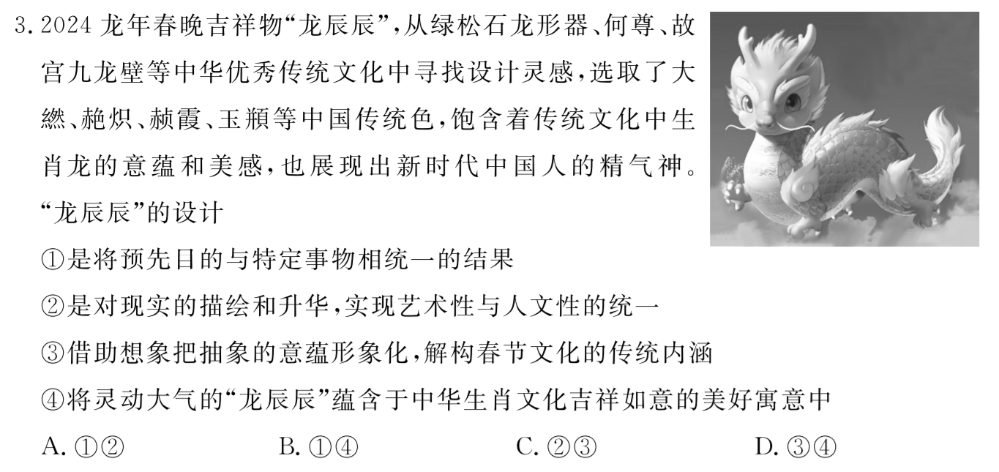 3. 2024 龙年春晚吉祥物“龙辰辰”,从绿松石龙形器、何尊、故
宫九龙壁等中华优秀传统文化中寻找设计灵感,选取了大
繎、赩炽、赪霞、玉頩等中国传统色,饱含着传统文化中生
肖龙的意蕴和美感,也展现出新时代中国人的精气神。
“龙辰辰”的设计
①是将预先目的与特定事物相统一的结果
②是对现实的描绘和升华,实现艺术性与人文性的统一
③借助想象把抽象的意蕴形象化,解构春节文化的传统内涵
④将灵动大气的“龙辰辰”蕴含于中华生肖文化吉祥如意的美好寓意中
A. ①② B. ①④ C. ②③ D. ③④